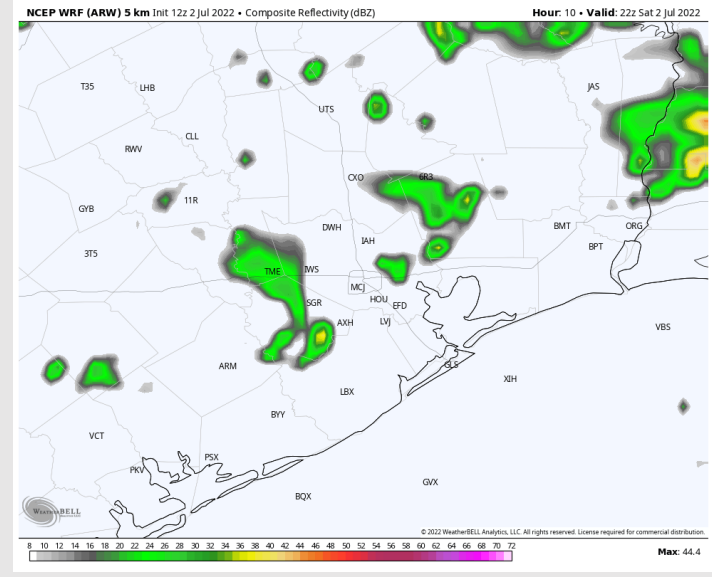 NCEP WRF (ARW) 5 km Init 12z 2 Jul 2022 • Composite Reflectivity (dBZ) Hour: 10 • Valid: 22z Sat 2 Jul 2022
T35 LHB JAS
UTS
CLL
RWV
CXO 6R3
11R
GYB
DWH BMT ORG
IAH
BPT
3T5
TME IWS
MCJ
HOU EFD
SGR
AXH LVJ
VBS
ARM GLS
XIH
LBX
BYY
VCT
PSX
PKV
GVX
BQX
WeatherBELL
© 2022 WeatherBELL Analytics, LLC. All rights reserved. License required for commercial distribution.
8 10 12 14 16 18 20 22 24 26 28 30 32 34 36 38 40 42 44 46 48 50 52 54 56 58 60 62 64 66 68 70 72
Max: 44.4